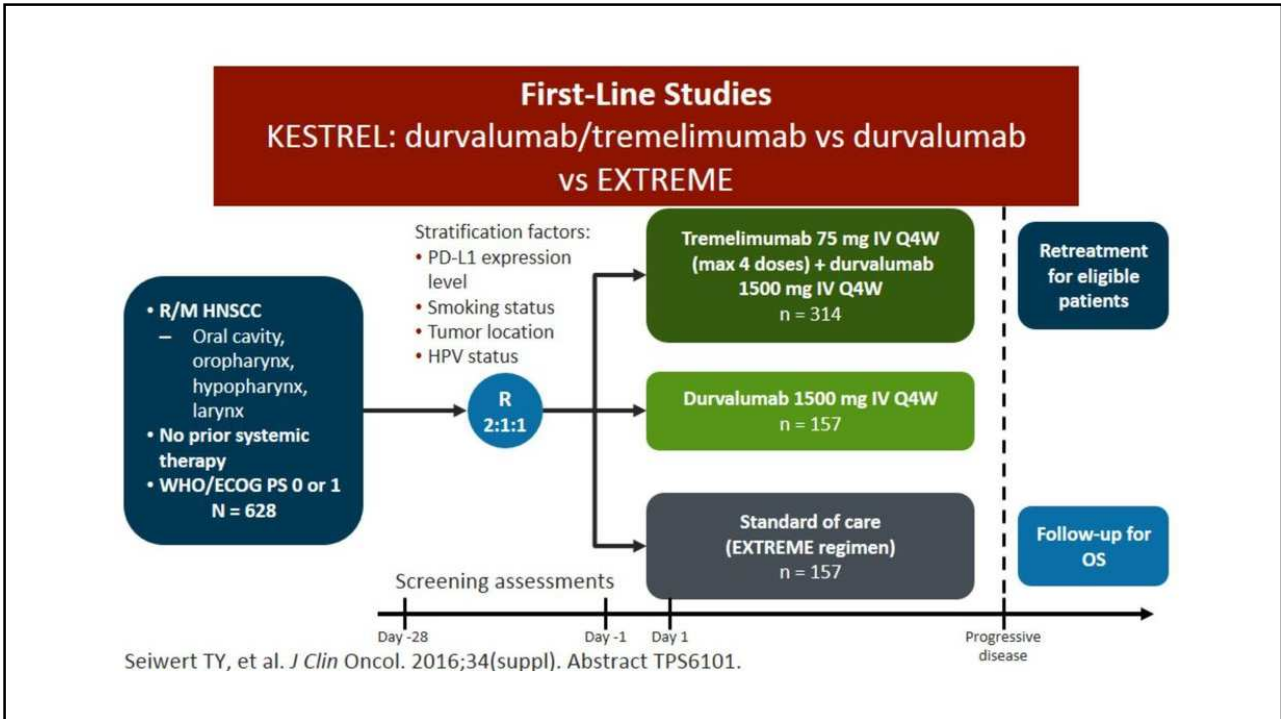 First-Line Studies
KESTREL: durvalumab/tremelimumab vs durvalumab
vs EXTREME
• R/M HNSCC
– Oral cavity,
oropharynx,
hypopharynx,
larynx
• No prior systemic
therapy
• WHO/ECOG PS 0 or 1
N = 628
Stratification factors:
• PD-L1 expression
level
• Smoking status
• Tumor location
• HPV status
R
2:1:1
Tremelimumab 75 mg IV Q4W
(max 4 doses) + durvalumab
1500 mg IV Q4W
n = 314
Durvalumab 1500 mg IV Q4W
n = 157
Standard of care
(EXTREME regimen)
n = 157
Retreatment
for eligible
patients
Follow-up for
OS
Screening assessments
Day -28
Day -1
Day 1
Progressive
disease
Seiwert TY, et al. J Clin Oncol. 2016;34(suppl). Abstract TPS6101.